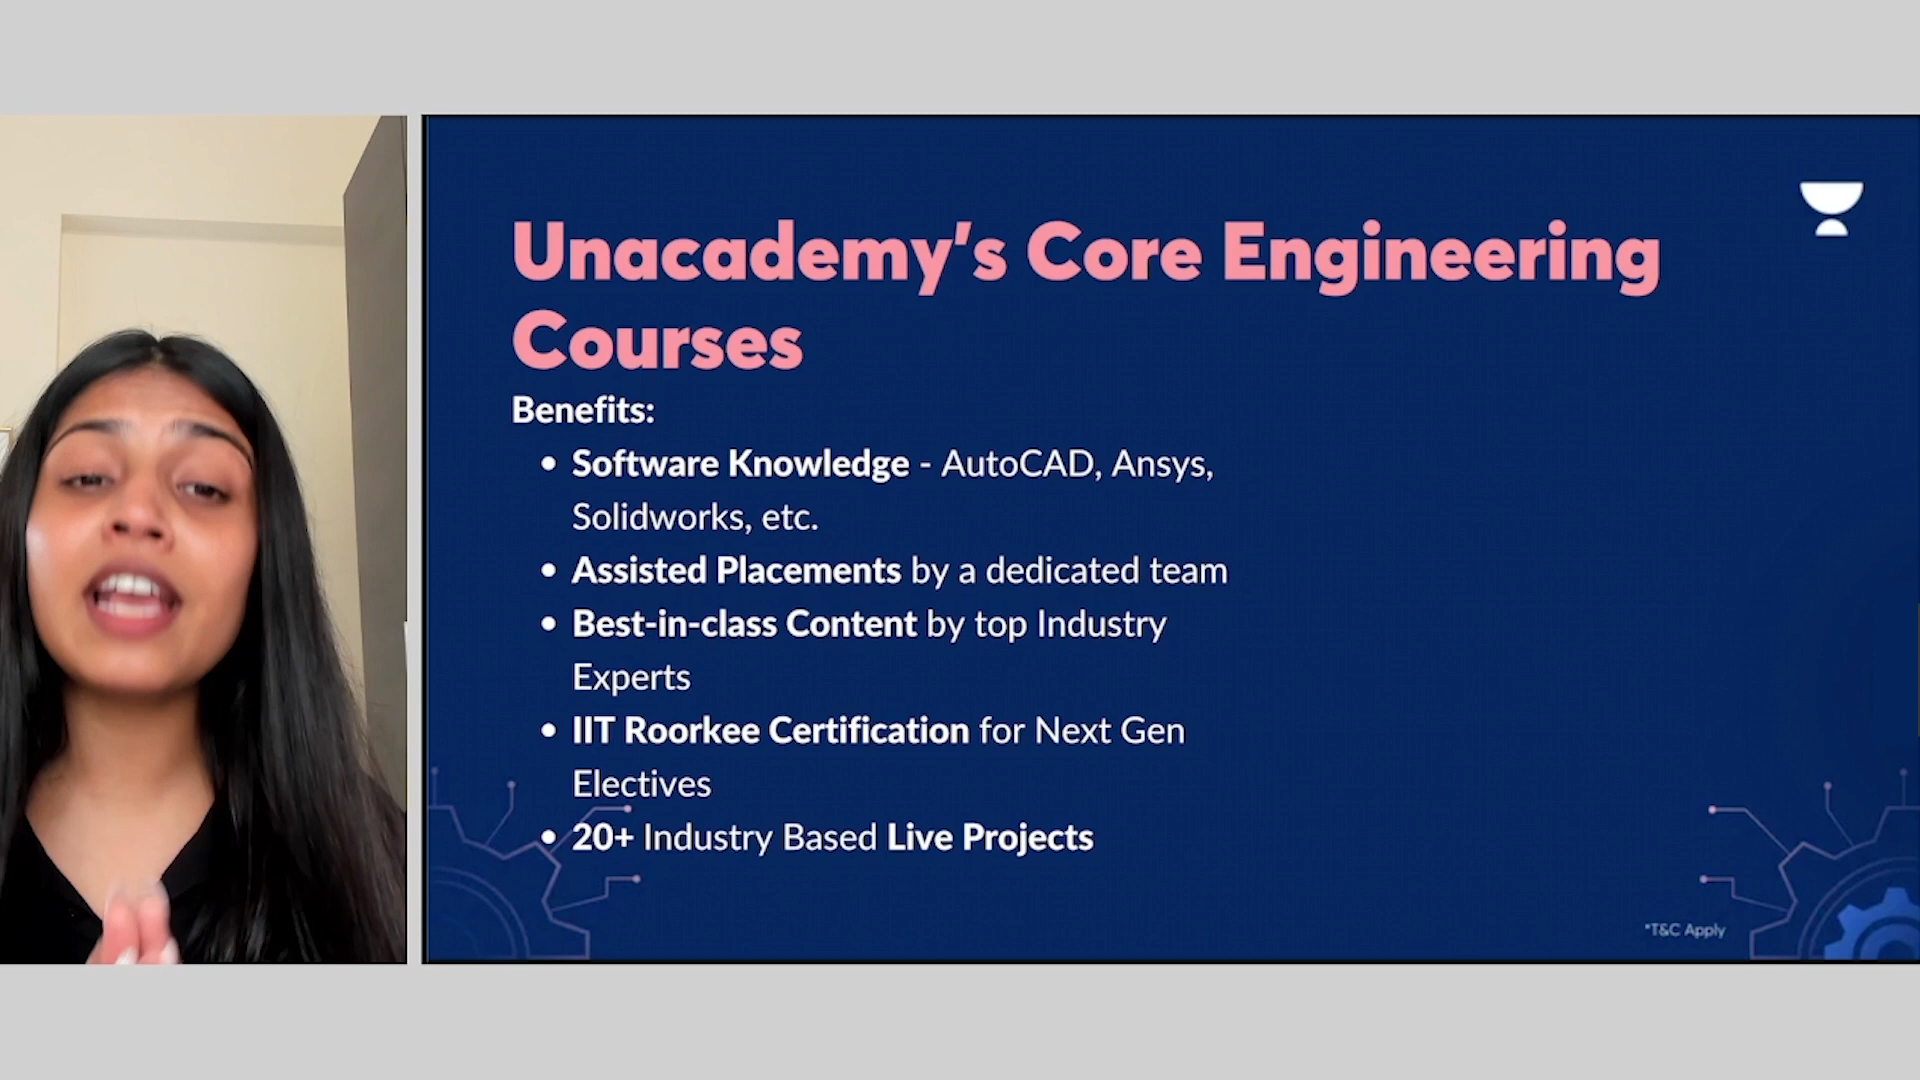 Unacademy's Core Engineering
Courses
Benefits:
• Software Knowledge - AutoCAD, Ansys,
Solidworks, etc.
• Assisted Placements by a dedicated team
• Best-in-class Content by top Industry
Experts
• IIT Roorkee Certification for Next Gen
Electives
• 20+ Industry Based Live Projects
*T&C Apply